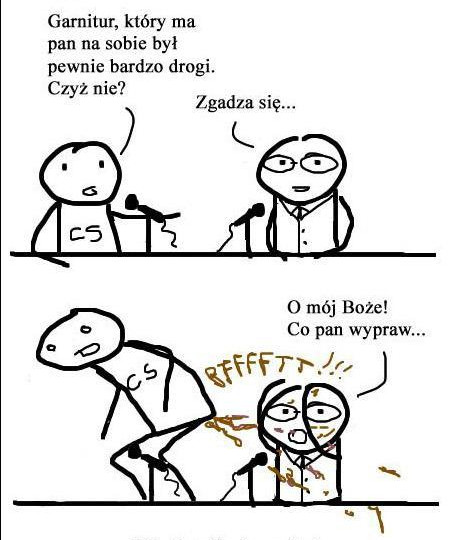 Garnitur, który ma
pan na sobie był
pewnie bardzo drogi.
Czyż nie?
Zgadza się...
CS
O mój Boże!
Co pan wypraw...
CS
BFFFFTT!!!